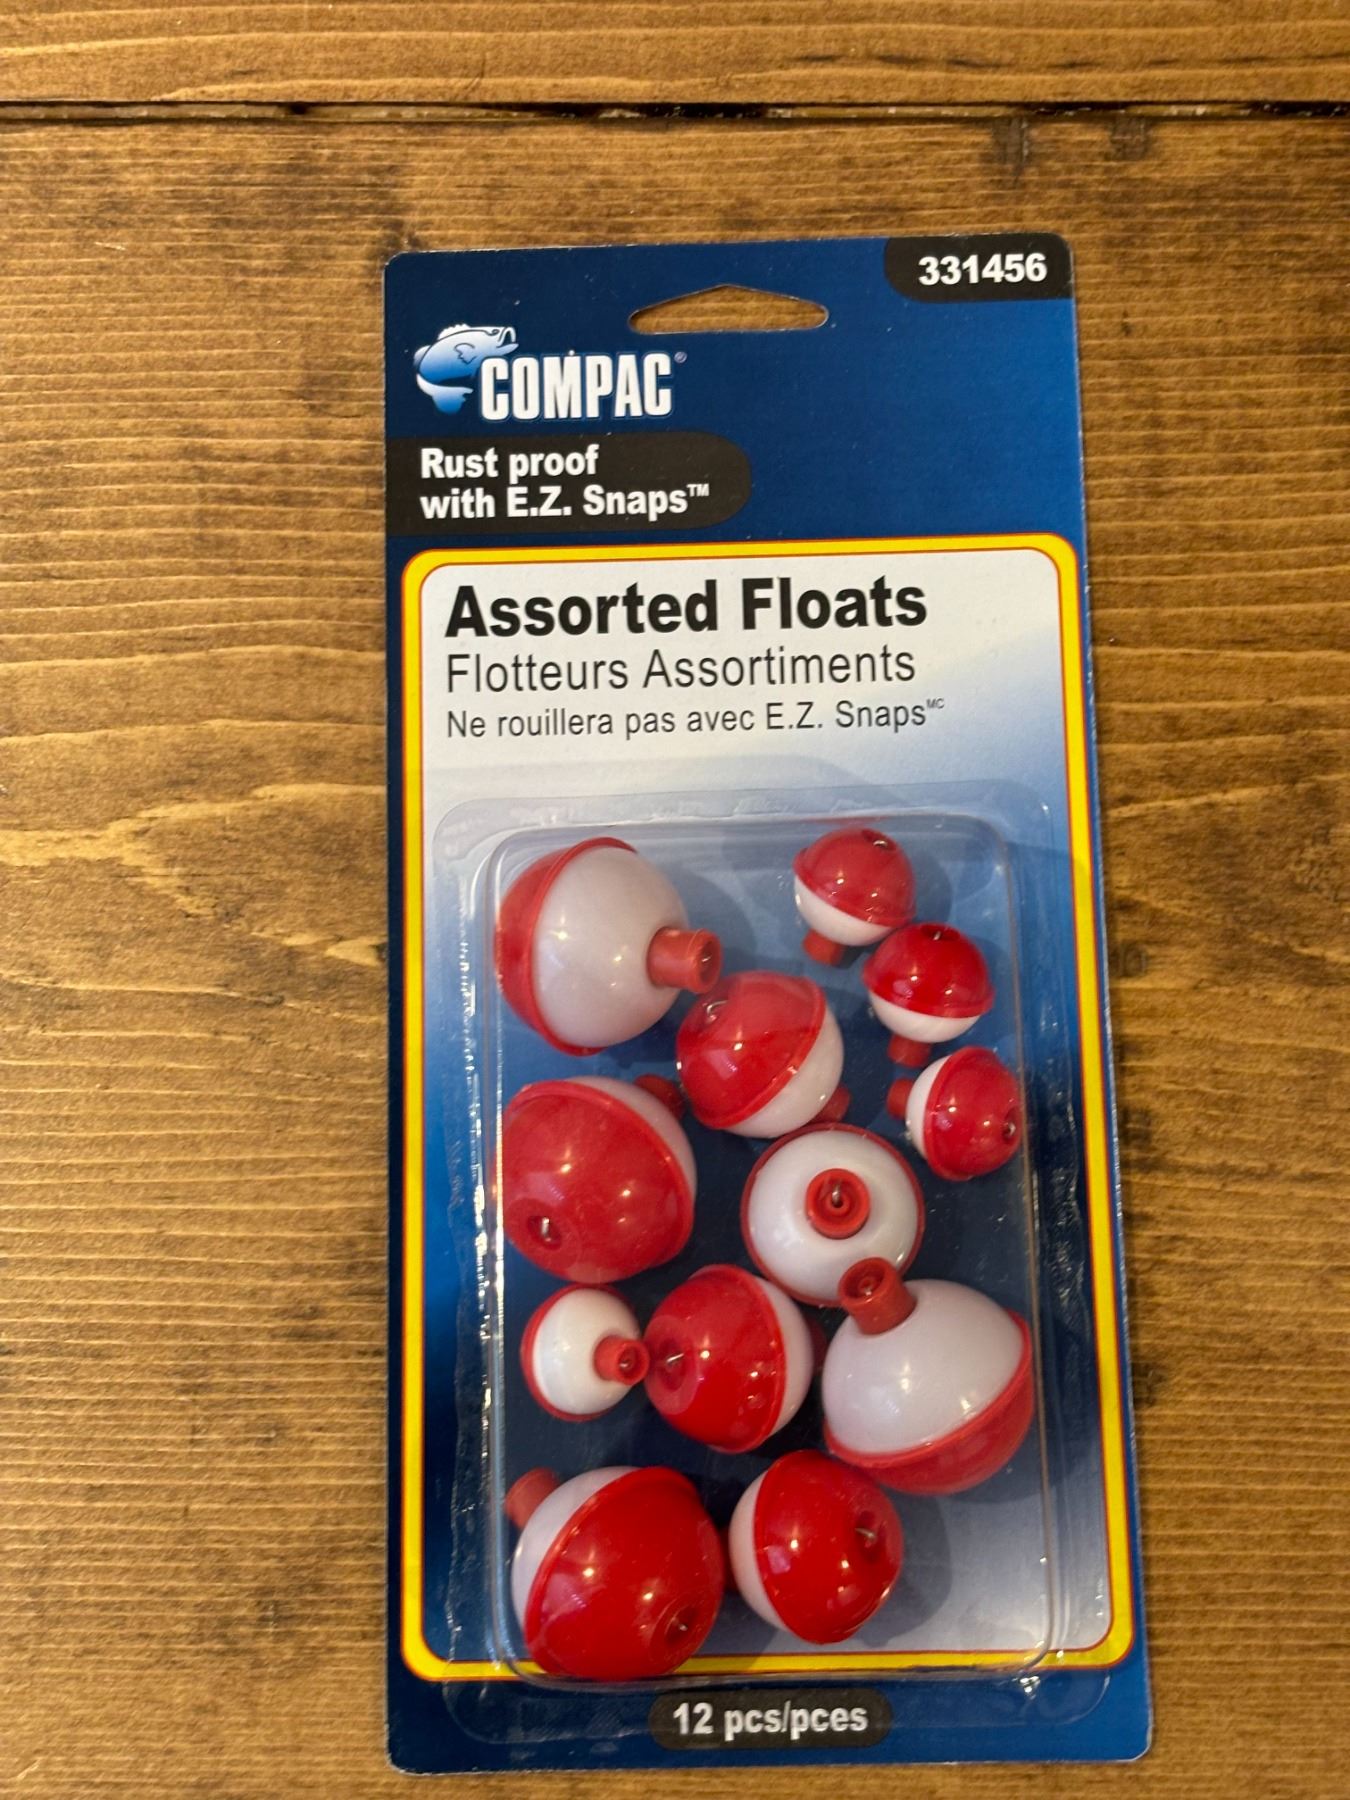 331456
COMPAC®
Rust proof
with E.Z. Snaps™
Assorted Floats
Flotteurs Assortiments
Ne rouillera pas avec E.Z. Snaps MC
12 pcs/pces